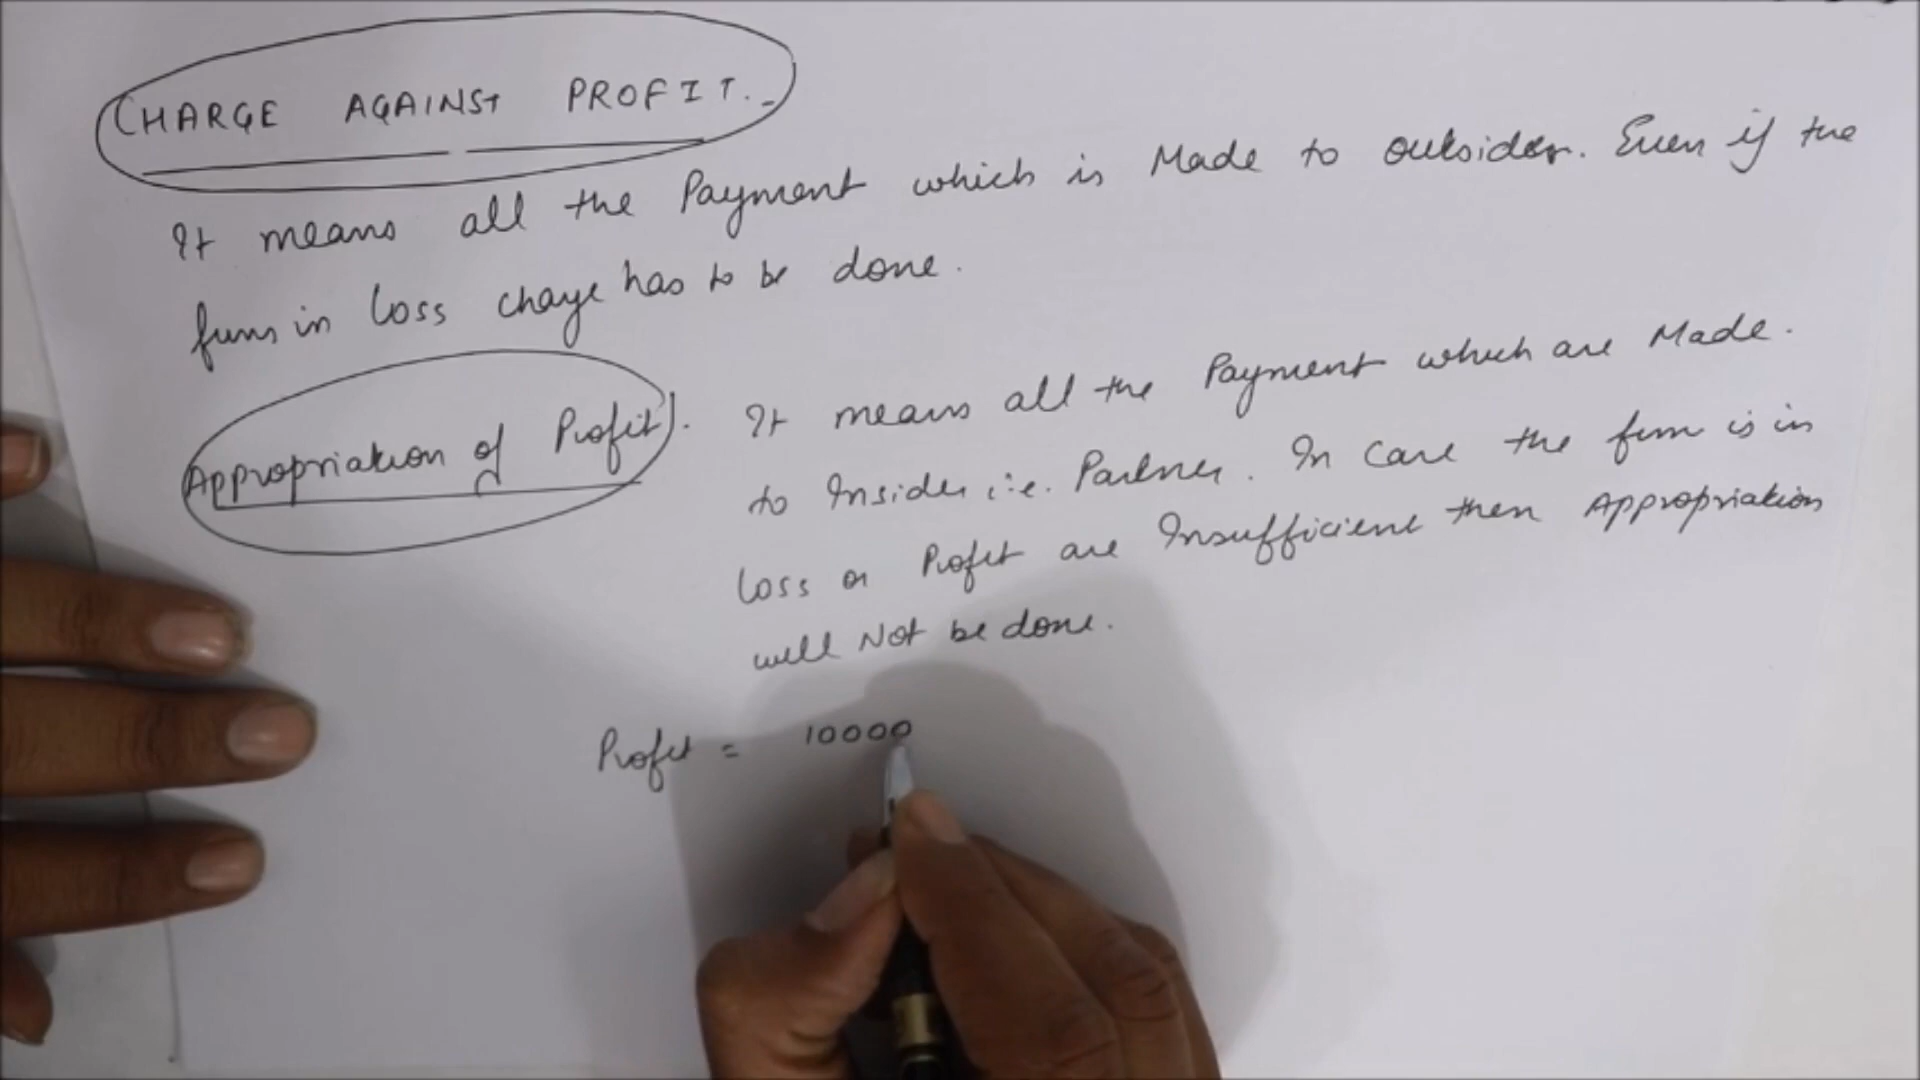 CHARGE AGAINST PROFIT.
It means all the Payment which is Made to outsider. Even if the
firm in loss charge has to be done.
Appropriation of Profit). It means all the Payment which are Made.
to Insider i.e. Partner. In Case the firm is in
loss or Profit are Insufficient then Appropriation
will Not be done.
Profit = 10000